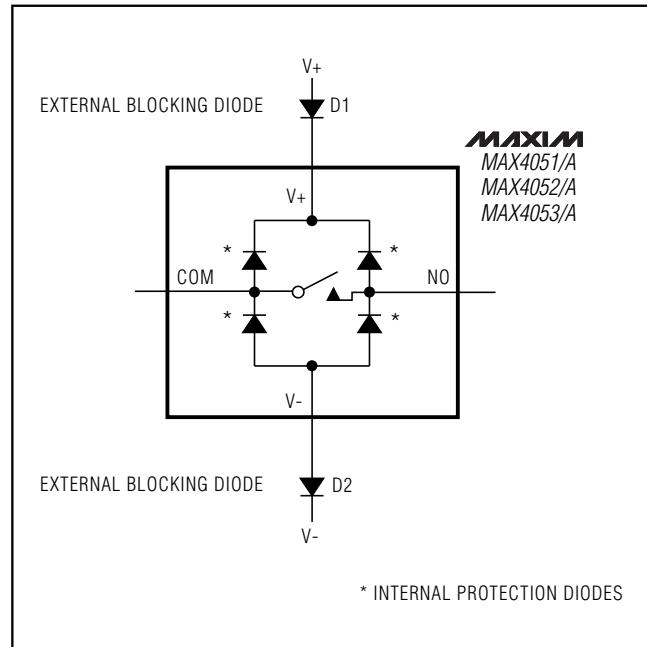 V+
EXTERNAL BLOCKING DIODE
D1
MAXIM
MAX4051/A
MAX4052/A
MAX4053/A
V+
*
*
COM
NO
*
*
V-
EXTERNAL BLOCKING DIODE
D2
V-
* INTERNAL PROTECTION DIODES